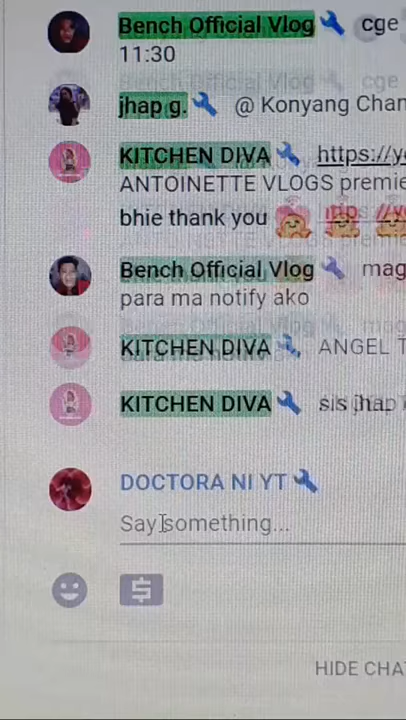 Bench Official Vlog cge
11:30
jhap g. @ Konyang Chan
KITCHEN DIVA https://y
ANTOINETTE VLOGS premie
bhie thank you
Bench Official Vlog mag
para ma notify ako
KITCHEN DIVA ANGEL T
KITCHEN DIVA sis jhap
DOCTORA NI YT
Say something...
HIDE CHA